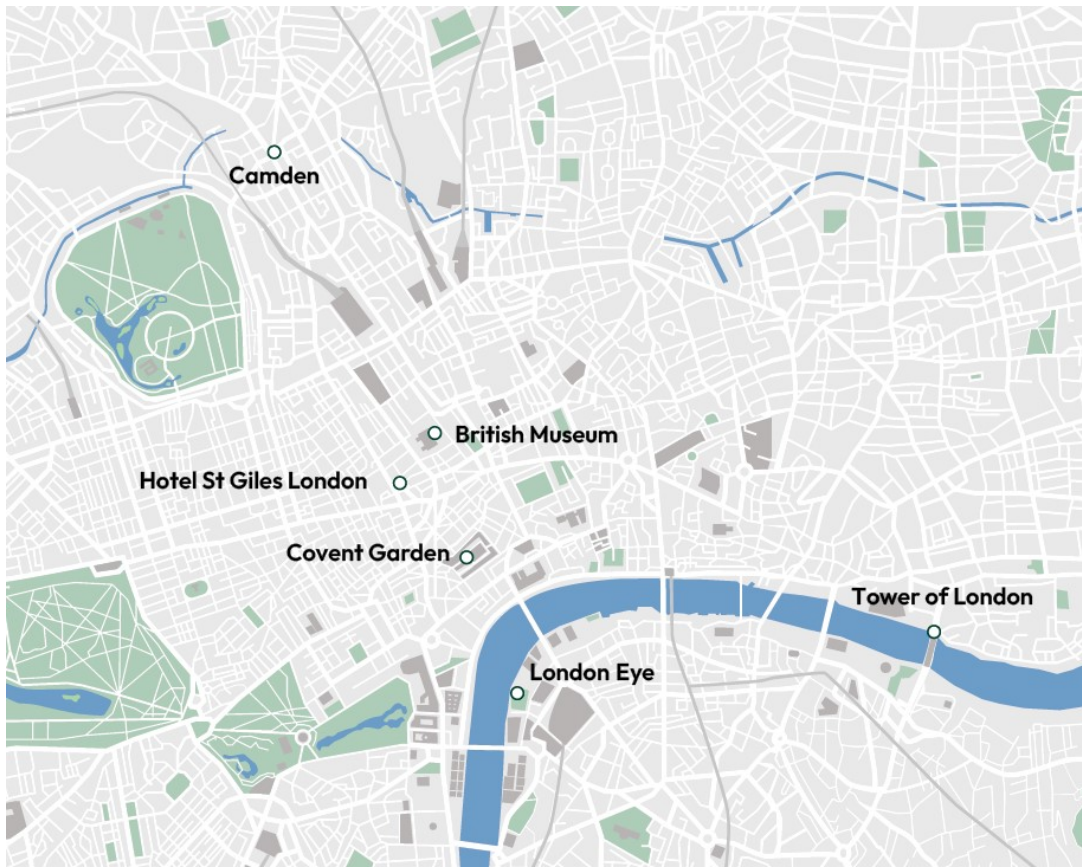 Camden
British Museum
Hotel St Giles London
Covent Garden
Tower of London
London Eye